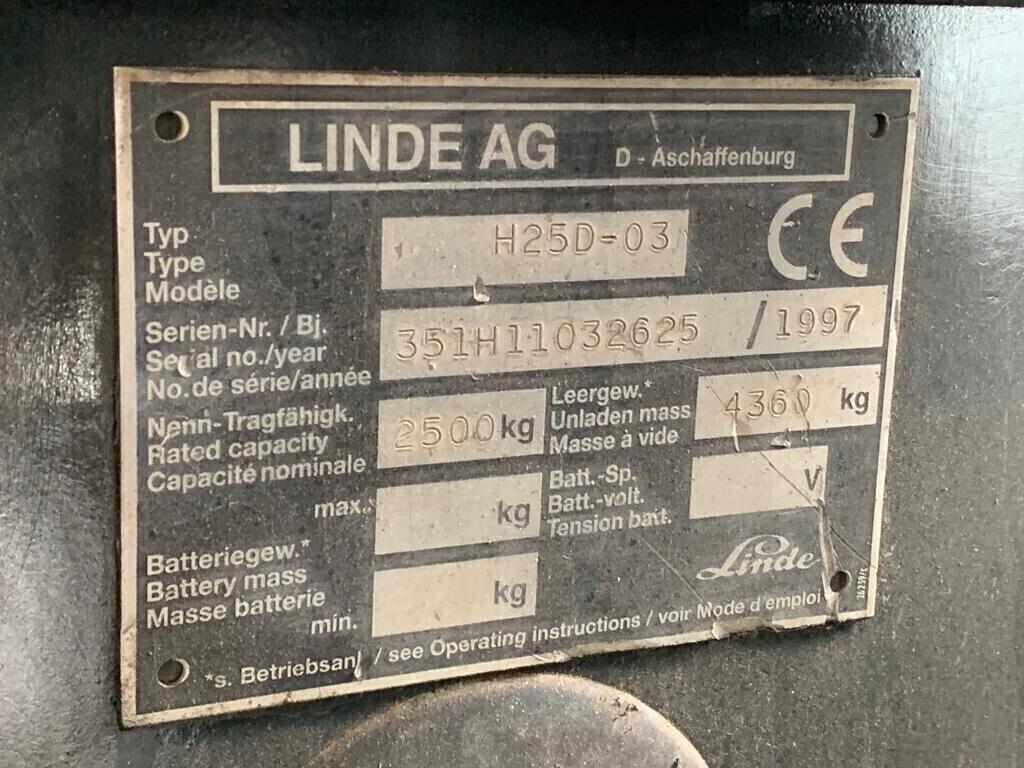 LINDE AG D - Aschaffenburg
Typ
Type
Modèle
H25D-03
CE
Serien-Nr. / Bj.
Serial no./year
No. de série/année
351H11032625 / 1997
Nenn-Tragfähigk.
Rated capacity
Capacité nominale
2500 kg
Leergew.*
Unladen mass
Masse à vide
4360 kg
Batt.-Sp.
Batt.-volt.
Tension batt.
V
max.
kg
Batteriegew.*
Battery mass
Masse batterie
min.
kg
Linde
*s. Betriebsanl / see Operating instructions / voir Mode d'emploi